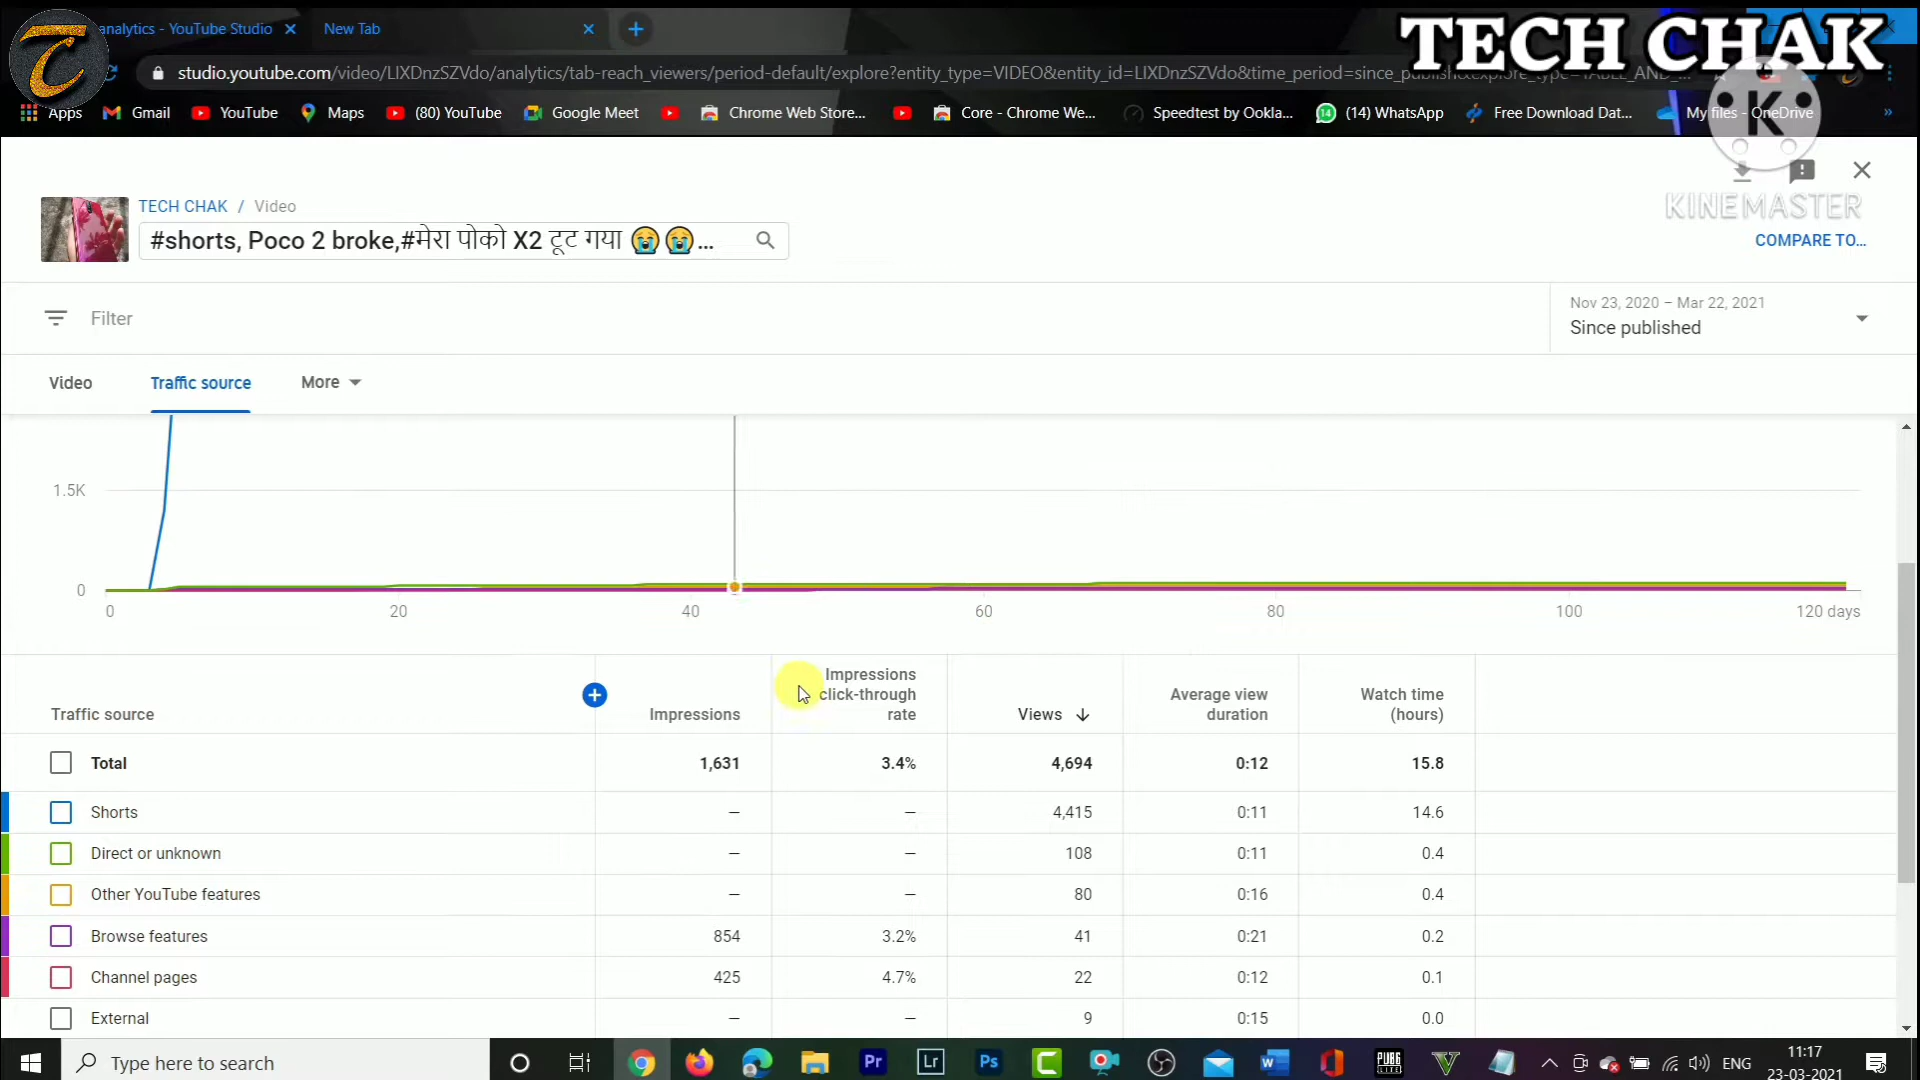 analytics - YouTube Studio
New Tab
TECH CHAK
studio.youtube.com/video/LIXDnzSZVdo/analytics/tab-reach_viewers/period-default/explore?entity_type=VIDEO&entity_id=LIXDnzSZVdo&time_period=since_publish
Apps Gmail YouTube Maps (80) YouTube Google Meet Chrome Web Store... Core - Chrome We... Speedtest by Ookla... (14) WhatsApp Free Download Dat... My files - OneDrive »
K
KINEMASTER
TECH CHAK / Video
#shorts, Poco 2 broke,#मेरा पोको X2 टूट गया 😭😭...
COMPARE TO...
Filter
Nov 23, 2020 – Mar 22, 2021
Since published
Video Traffic source More
1.5K
0
0 20 40 60 80 100 120 days
Traffic source Impressions Impressions click-through rate Views Average view duration Watch time (hours)
Total 1,631 3.4% 4,694 0:12 15.8
Shorts — — 4,415 0:11 14.6
Direct or unknown — — 108 0:11 0.4
Other YouTube features — — 80 0:16 0.4
Browse features 854 3.2% 41 0:21 0.2
Channel pages 425 4.7% 22 0:12 0.1
External — — 9 0:15 0.0
Type here to search
Pr Lr Ps
PUBG LITE
ENG
11:17
23-03-2021